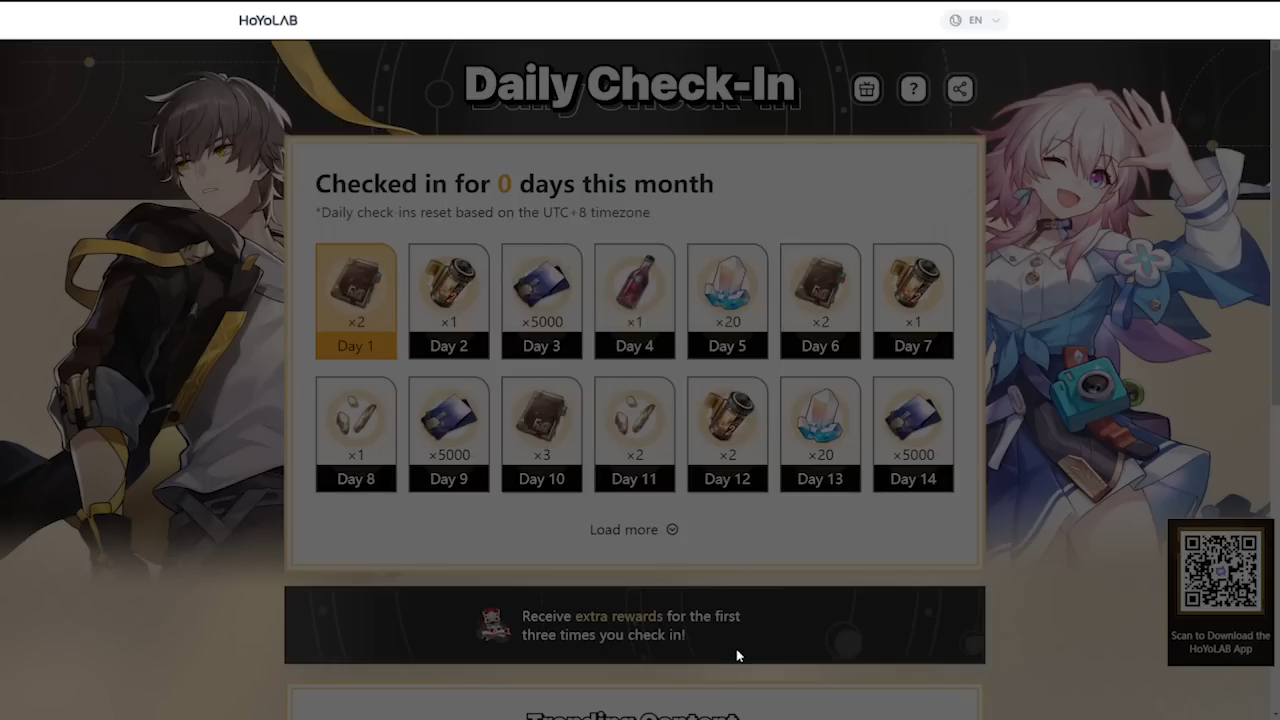 HoYoLAB
EN
Daily Check-In
?
Checked in for 0 days this month
*Daily check-ins reset based on the UTC+8 timezone
×2 ×1 ×5000 ×1 ×20 ×2 ×1
Day 1 Day 2 Day 3 Day 4 Day 5 Day 6 Day 7
×1 ×5000 ×3 ×2 ×2 ×20 ×5000
Day 8 Day 9 Day 10 Day 11 Day 12 Day 13 Day 14
Load more
Receive extra rewards for the first
three times you check in!
Scan to Download the
HoYoLAB App
Trending Content